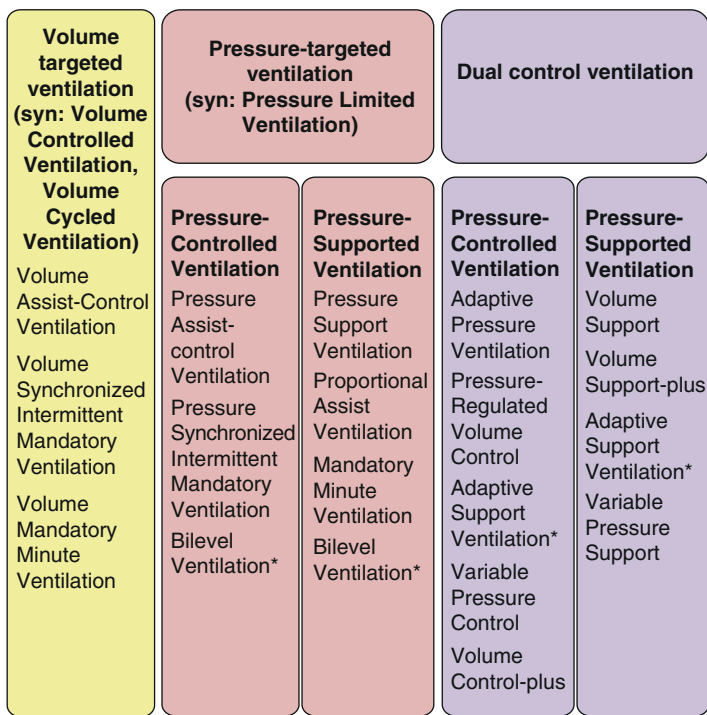 Volume
targeted
ventilation
(syn: Volume
Controlled
Ventilation,
Volume
Cycled
Ventilation)
Volume
Assist-Control
Ventilation
Volume
Synchronized
Intermittent
Mandatory
Ventilation
Volume
Mandatory
Minute
Ventilation
Pressure-targeted
ventilation
(syn: Pressure Limited
Ventilation)
Pressure-
Controlled
Ventilation
Pressure
Assist-
control
Ventilation
Pressure
Synchronized
Intermittent
Mandatory
Ventilation
Bilevel
Ventilation*
Pressure-
Supported
Ventilation
Pressure
Support
Ventilation
Proportional
Assist
Ventilation
Mandatory
Minute
Ventilation
Bilevel
Ventilation*
Dual control ventilation
Pressure-
Controlled
Ventilation
Adaptive
Pressure
Ventilation
Pressure-
Regulated
Volume
Control
Adaptive
Support
Ventilation*
Variable
Pressure
Control
Volume
Control-plus
Pressure-
Supported
Ventilation
Volume
Support
Volume
Support-plus
Adaptive
Support
Ventilation*
Variable
Pressure
Support